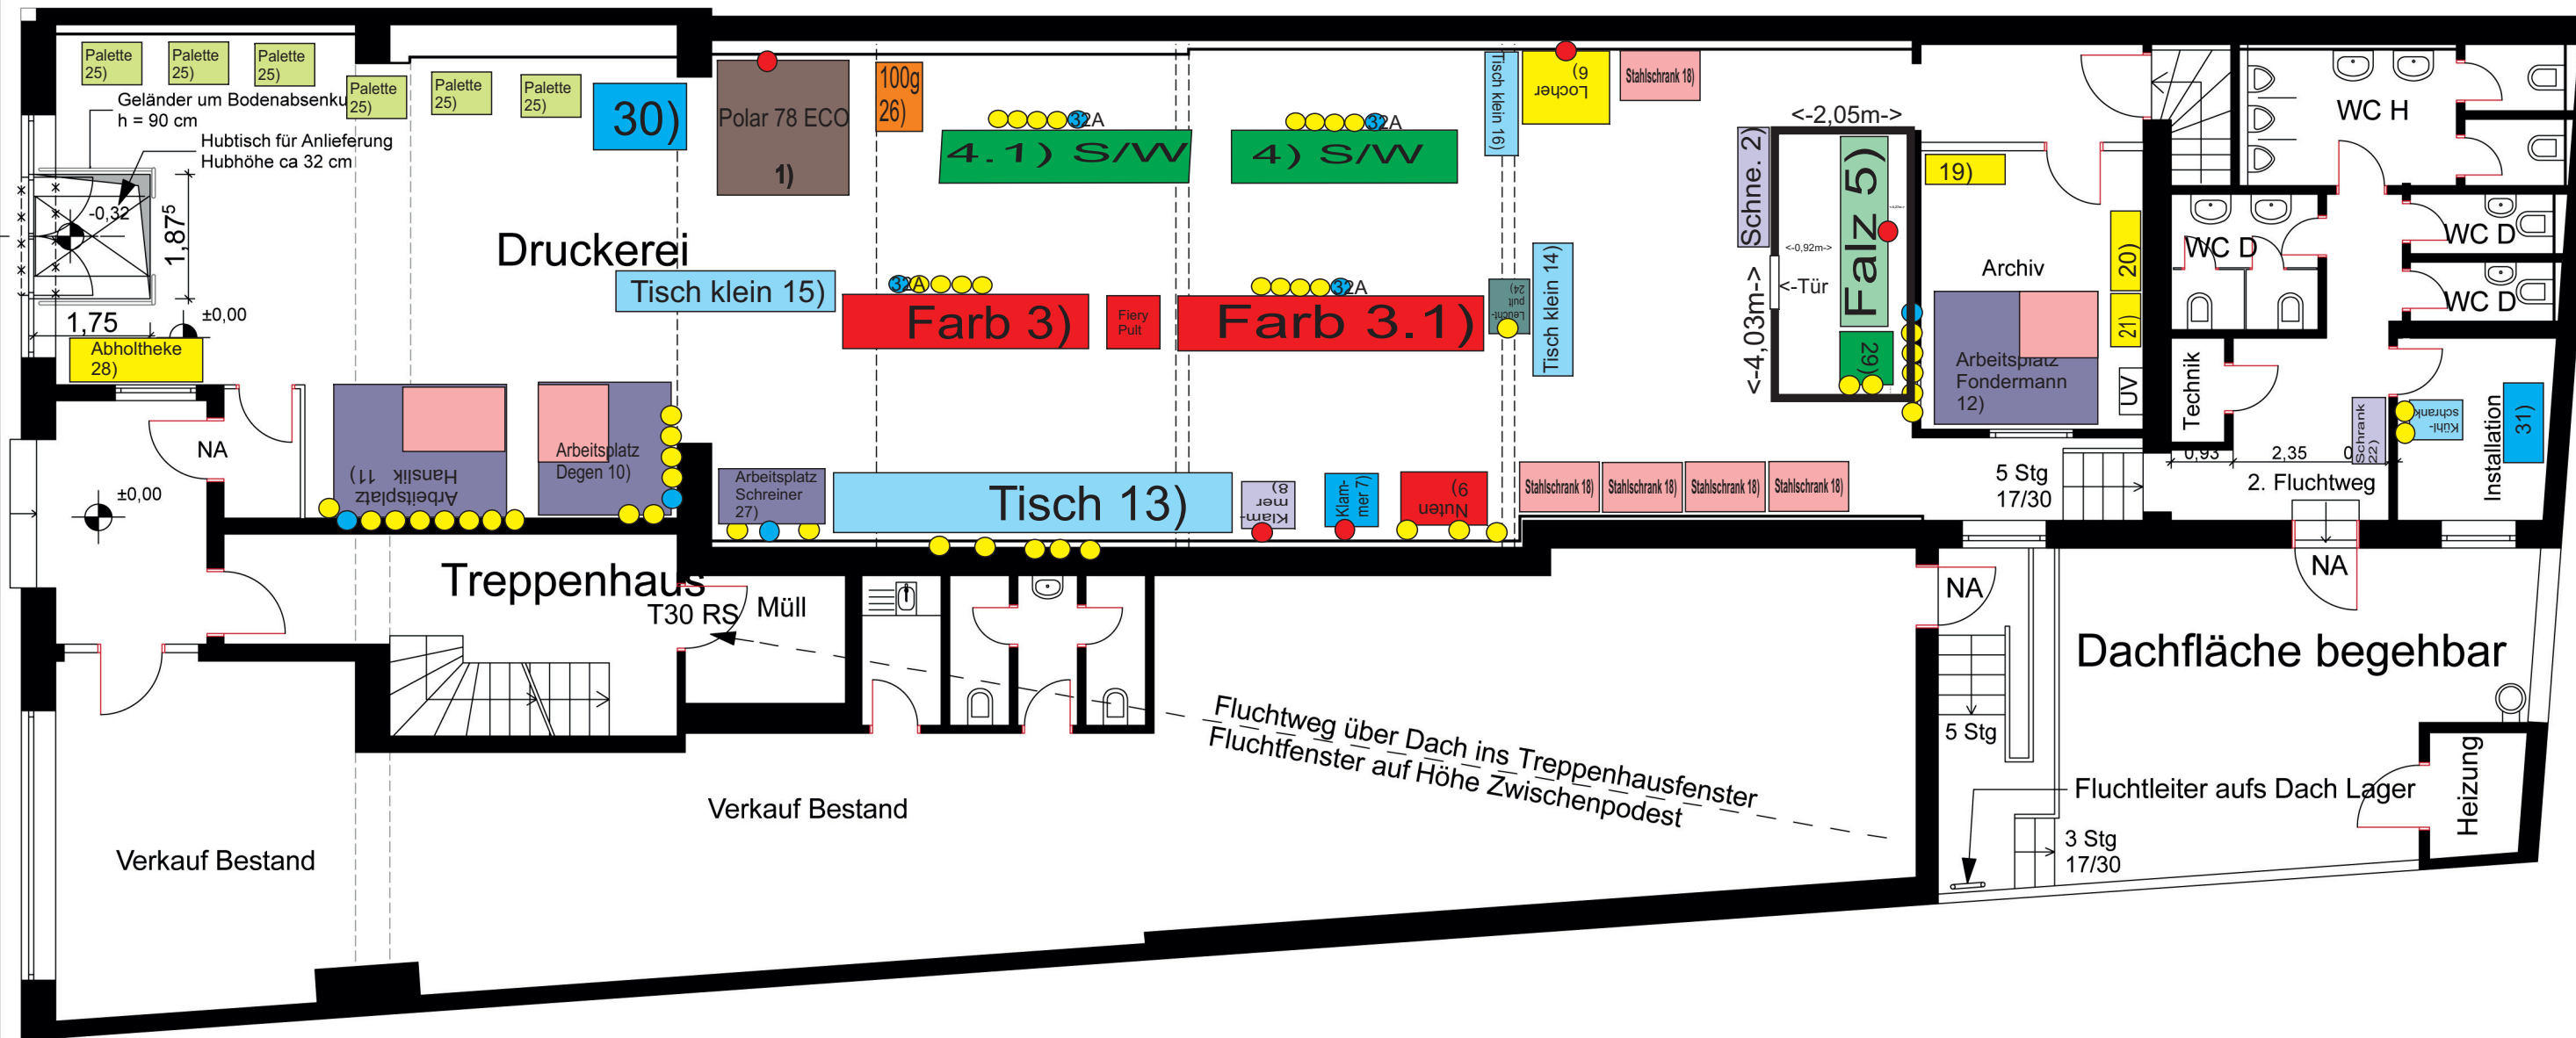 Palette
25)
Palette
25)
Palette
25)
Palette
25)
Palette
25)
Palette
25)
30)
Geländer um Bodenabsenku
h = 90 cm
Hubtisch für Anlieferung
Hubhöhe ca 32 cm
-0,32
1,87⁵
1,75
±0,00
Abholtheke
28)
Druckerei
Tisch klein 15)
Polar 78 ECO
1)
100g
26)
32A
4.1) S/W
32A
4) S/W
Tisch klein 16)
Locher
6)
Stahlschrank 18)
32A
Farb 3)
Fiery
Pult
32A
Farb 3.1)
Leucht-
pult
24)
Tisch klein 14)
Schne. 2)
<-2,05m->
<-4,03m->
<-0,92m->
<-Tür
Falz 5)
29)
19)
20)
21)
Archiv
Arbeitsplatz
Fondermann
12)
UV
WC H
WC D
WC D
WC D
Technik
Schrank
22)
Kühl-
schrank
31)
Installation
0,93
2,35
0
2. Fluchtweg
5 Stg
17/30
NA
±0,00
Arbeitsplatz
Hanslik 11)
Arbeitsplatz
Degen 10)
Arbeitsplatz
Schreiner
27)
Tisch 13)
Klam-
mer
8)
Klam-
mer 7)
Nuten
9)
Stahlschrank 18)
Stahlschrank 18)
Stahlschrank 18)
Stahlschrank 18)
Treppenhaus
T30 RS
Müll
NA
NA
Dachfläche begehbar
5 Stg
Fluchtweg über Dach ins Treppenhausfenster
Fluchtfenster auf Höhe Zwischenpodest
Fluchtleiter aufs Dach Lager
3 Stg
17/30
Heizung
Verkauf Bestand
Verkauf Bestand